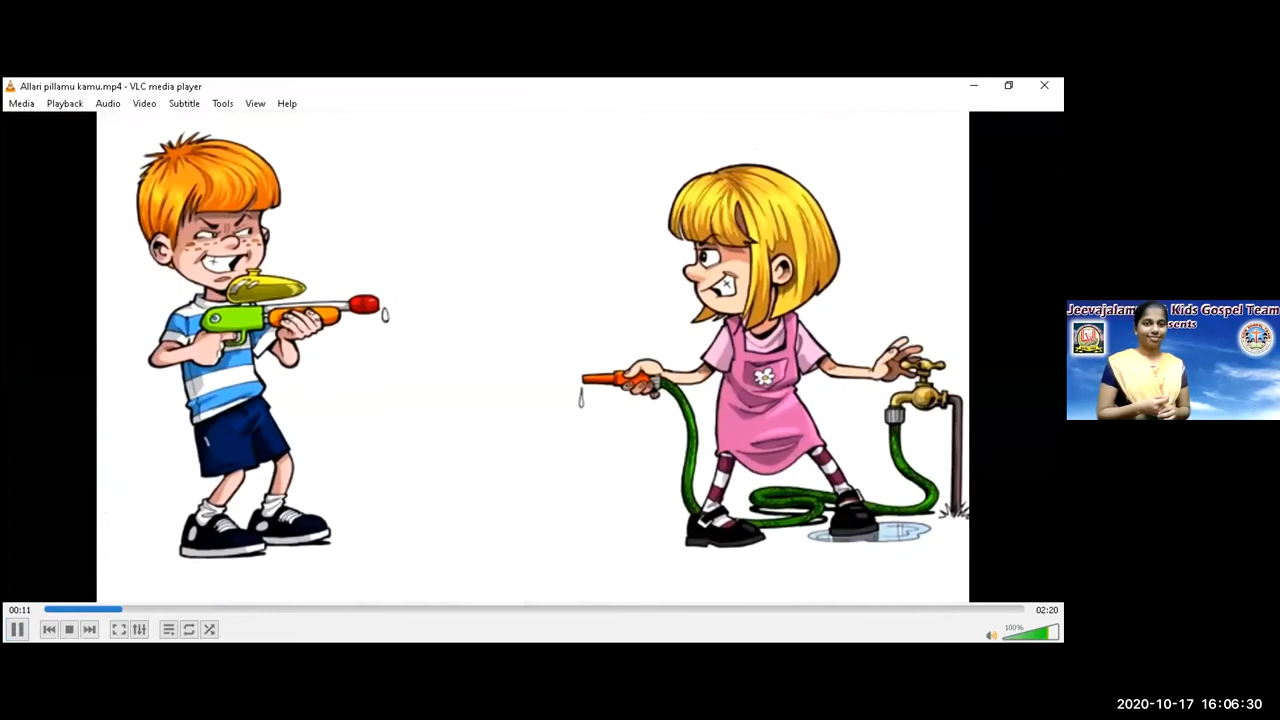 Allari pillamu kamu.mp4 - VLC media player
Media Playback Audio Video Subtitle Tools View Help
Jeevajalam Kids Gospel Team
00:11
02:20
100%
2020-10-17 16:06:30